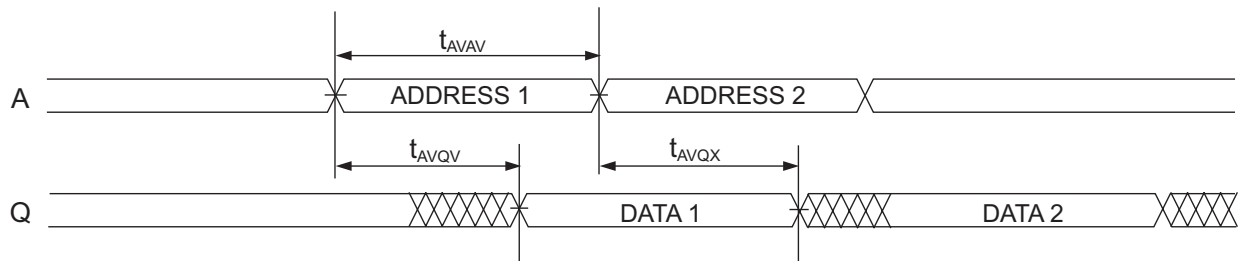 tAVAV
A
ADDRESS 1
ADDRESS 2
tAVQV
tAVQX
Q
DATA 1
DATA 2